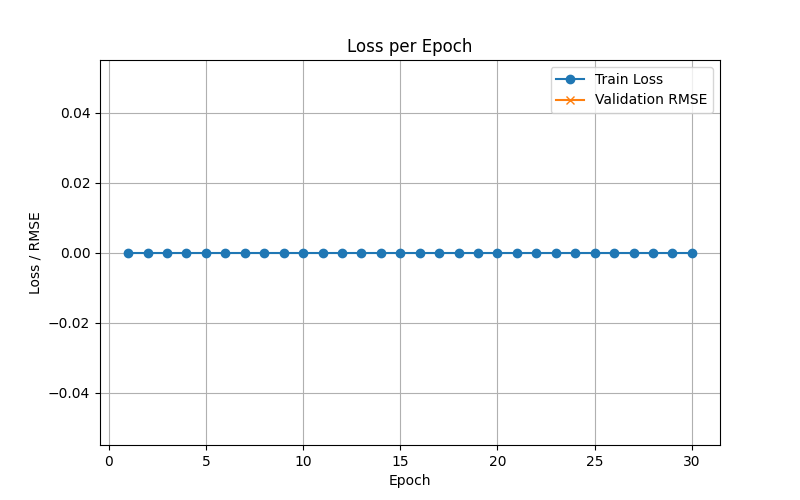 Loss per Epoch
Train Loss
Validation RMSE
0.04
0.02
0.00
−0.02
−0.04
Loss / RMSE
0 5 10 15 20 25 30
Epoch